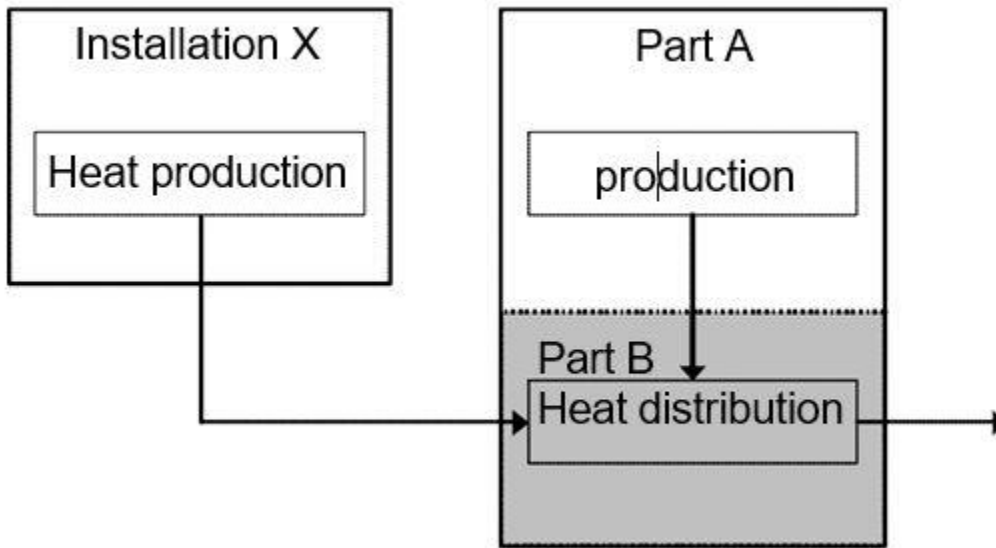 Installation X
Heat production
Part A
production
Part B
Heat distribution